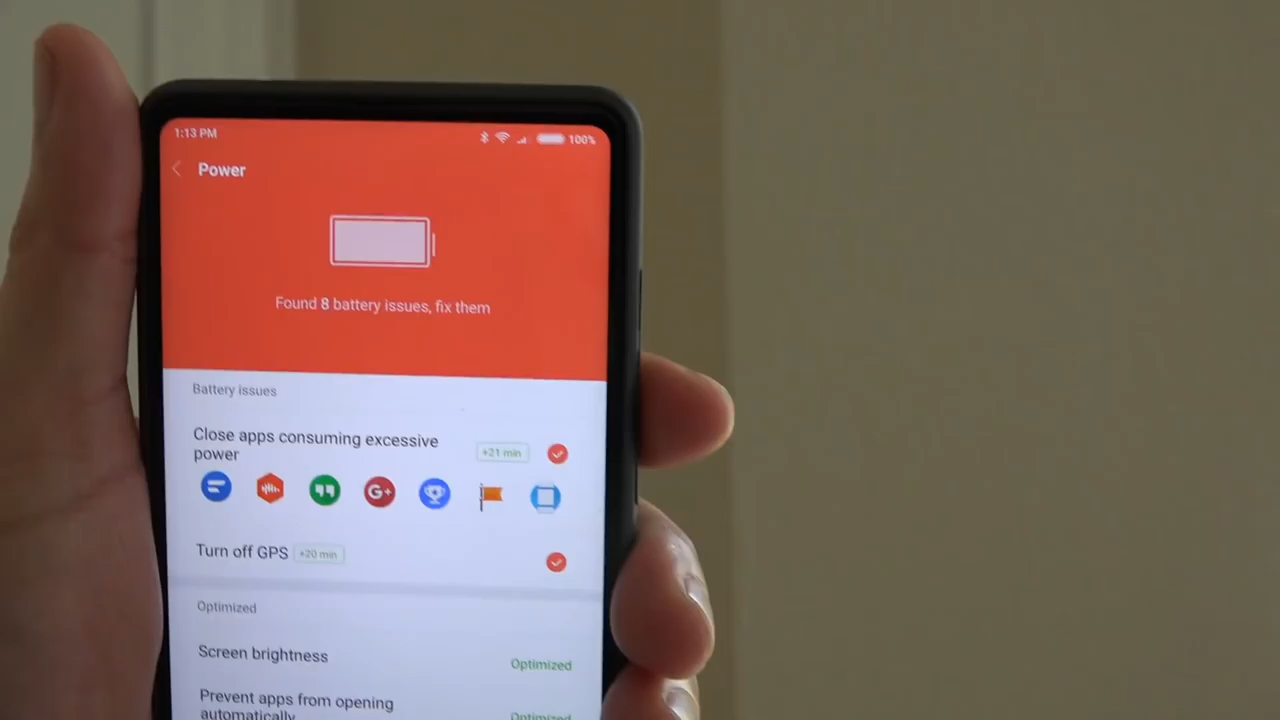 1:13 PM 100%
Power
Found 8 battery issues, fix them
Battery issues
Close apps consuming excessive
power
+21 min
G+
Turn off GPS +20 min
Optimized
Screen brightness
Optimized
Prevent apps from opening
automatically
Optimized